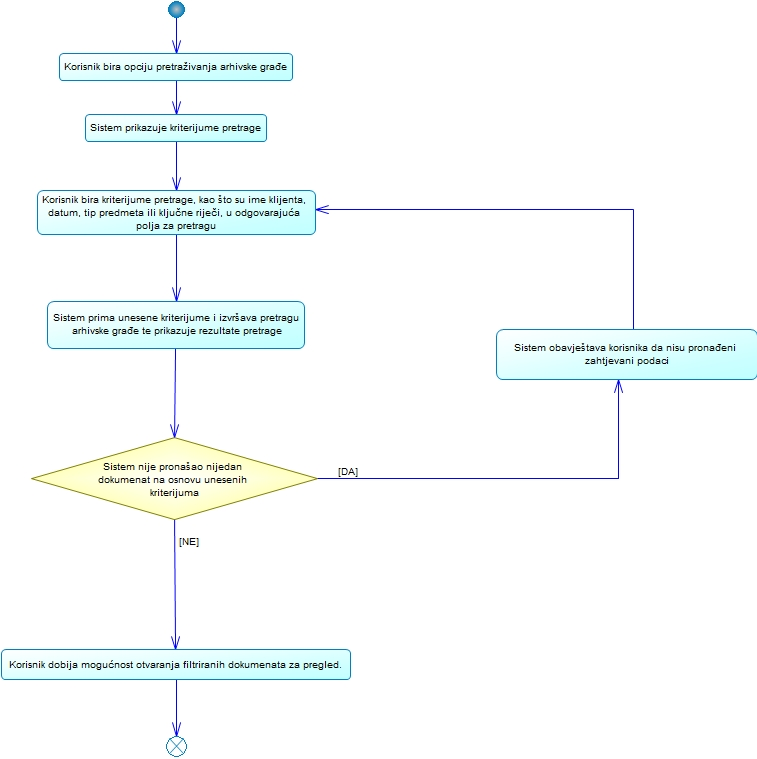 Korisnik bira opciju pretraživanja arhivske građe
Sistem prikazuje kriterijume pretrage
Korisnik bira kriterijume pretrage, kao što su ime klijenta,
datum, tip predmeta ili ključne riječi, u odgovarajuća
polja za pretragu
Sistem prima unesene kriterijume i izvršava pretragu
arhivske građe te prikazuje rezultate pretrage
Sistem obavještava korisnika da nisu pronađeni
zahtjevani podaci
Sistem nije pronašao nijedan
dokumenat na osnovu unesenih
kriterijuma
[DA]
[NE]
Korisnik dobija mogućnost otvaranja filtriranih dokumenata za pregled.